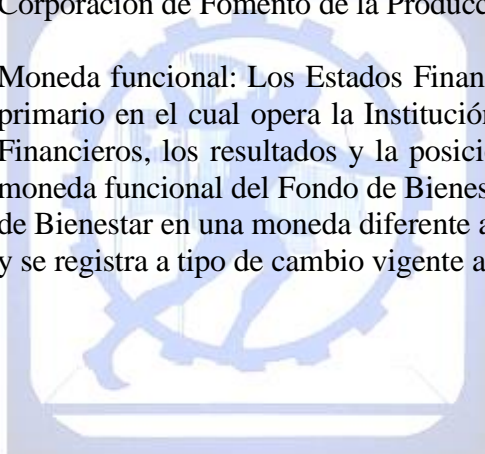 Corporación de Fomento de la Producc
Moneda funcional: Los Estados Finan
primario en el cual opera la Institución
Financieros, los resultados y la posici
moneda funcional del Fondo de Bienes
de Bienestar en una moneda diferente a
y se registra a tipo de cambio vigente a